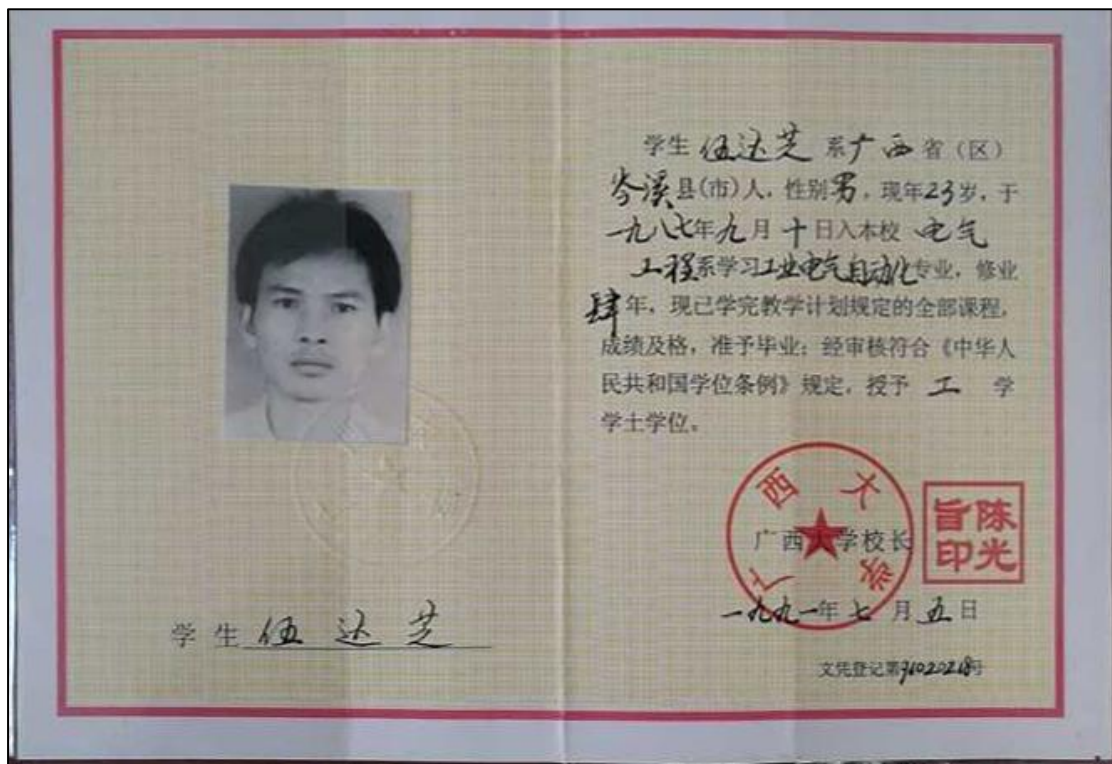 学生伍达芝
学生伍达芝系广西省（区）
岑溪县(市)人，性别男，现年23岁，于
一九八七年九月十日入本校电气
工程系学习工业电气自动化专业，修业
肆年，现已学完教学计划规定的全部课程，
成绩及格，准予毕业；经审核符合《中华人
民共和国学位条例》规定，授予工学
学士学位。
广西大学
广西大学校长
陈光旨印
一九九一年七月五日
文凭登记第号